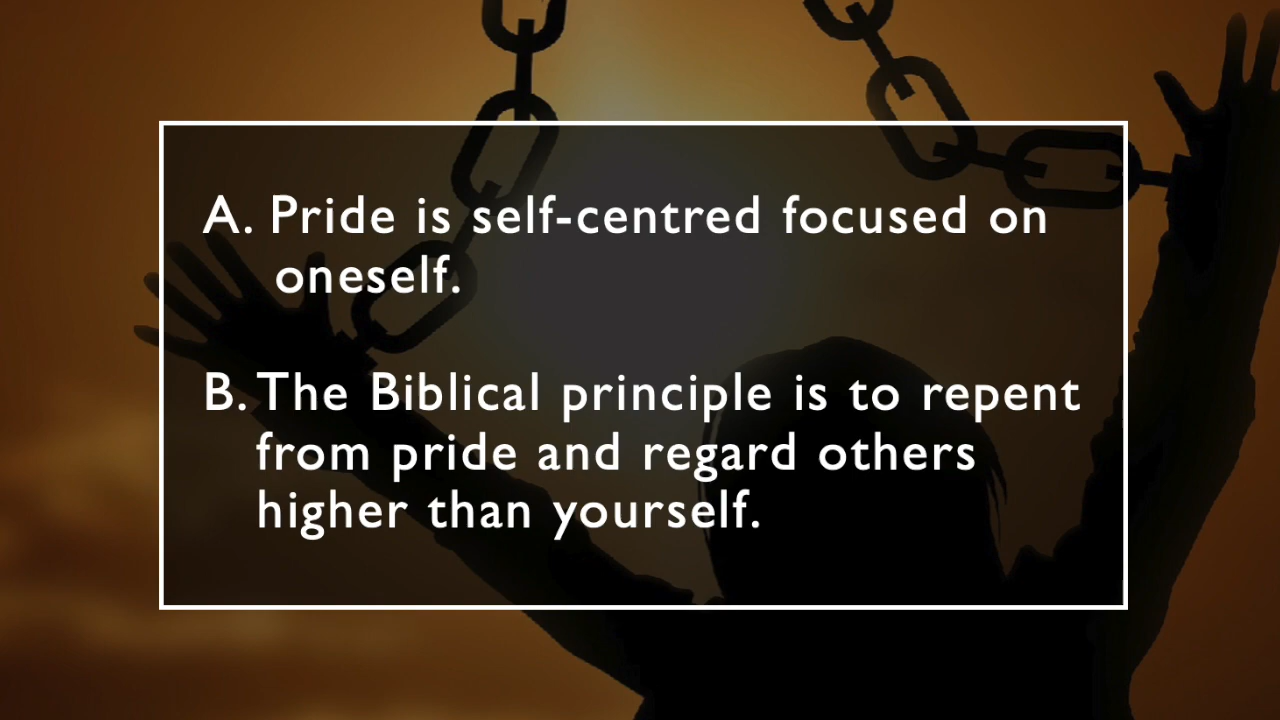 A. Pride is self-centred focused on
oneself.
B. The Biblical principle is to repent
from pride and regard others
higher than yourself.